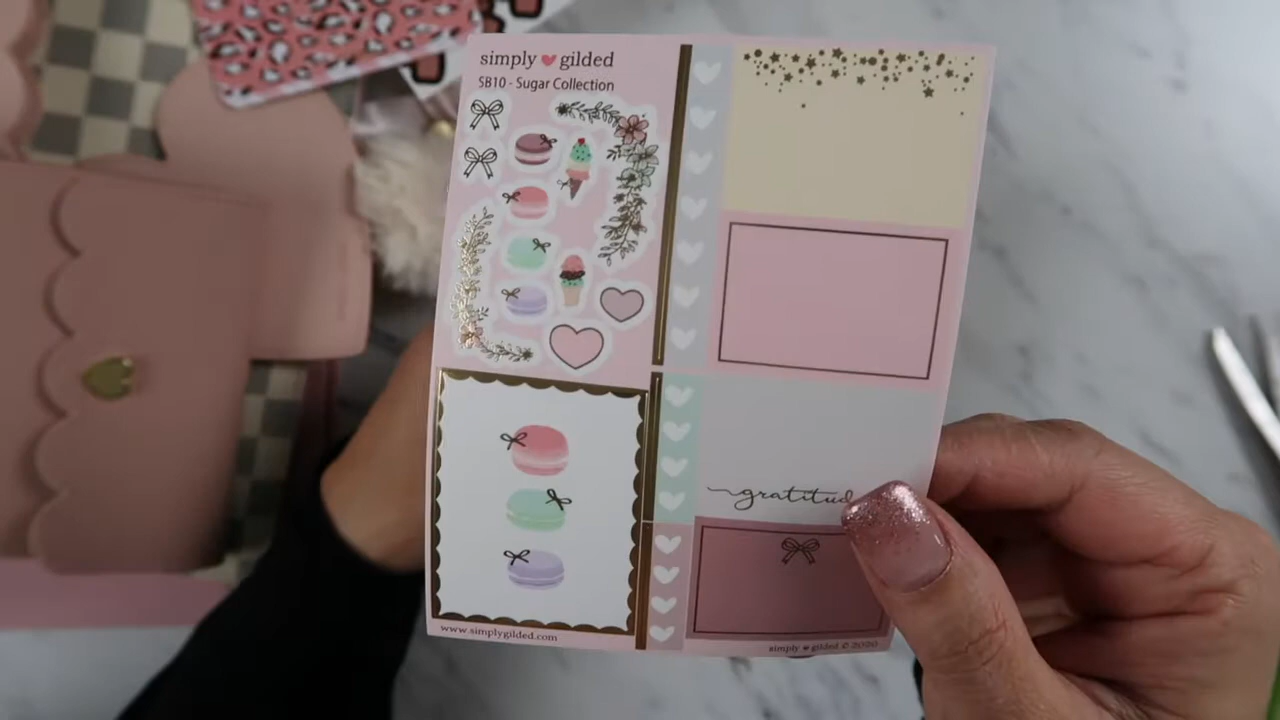 simply gilded
SB10 - Sugar Collection
gratitud
www.simplygilded.com
simply gilded © 2020